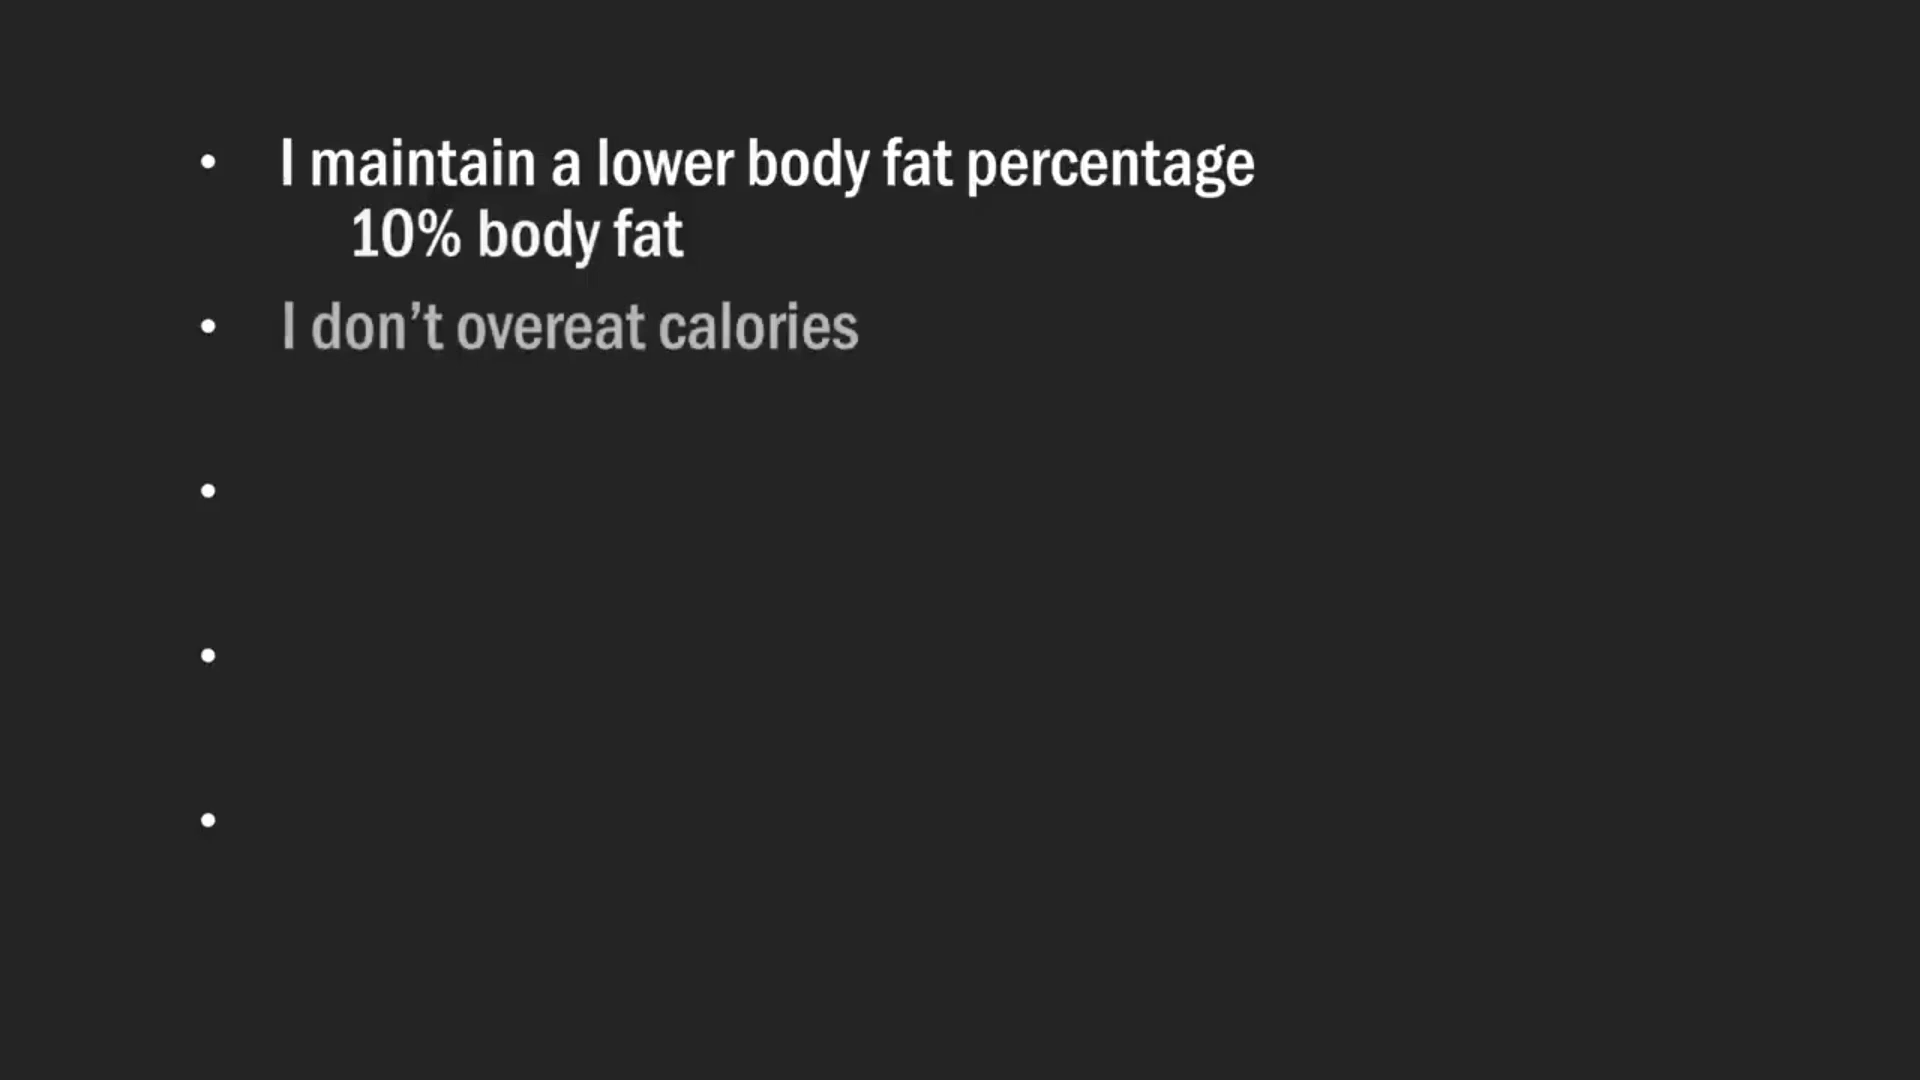 • I maintain a lower body fat percentage
10% body fat
• I don’t overeat calories
•
•
•